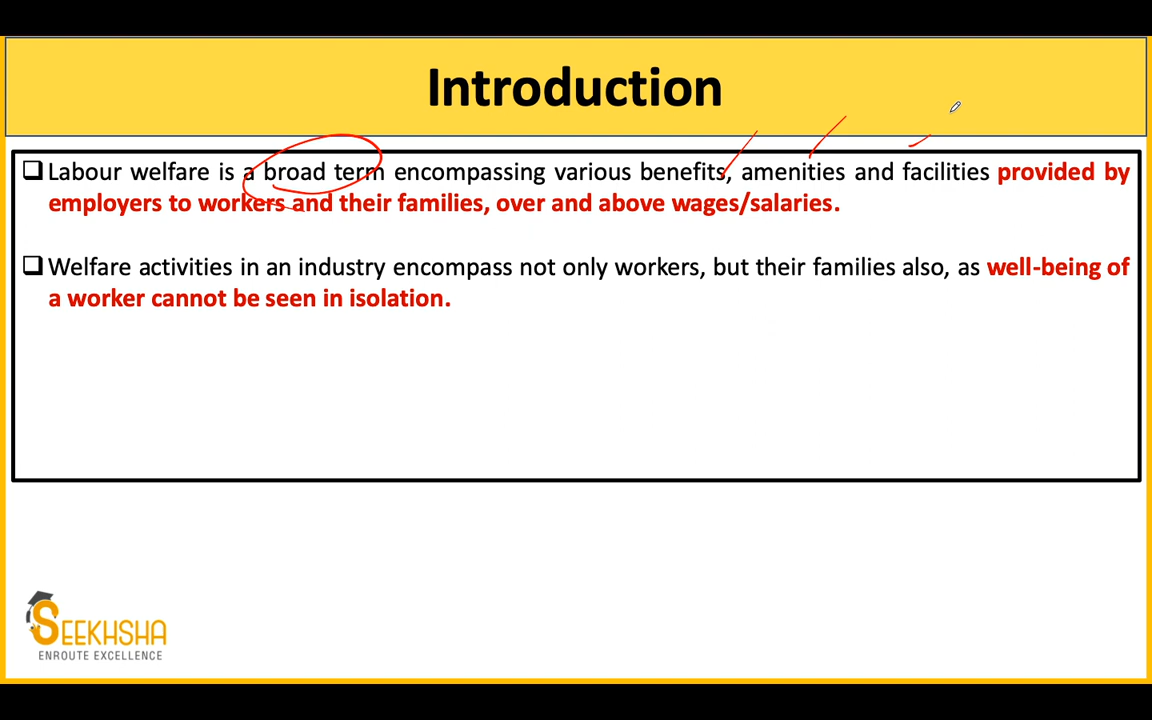 Introduction
❑ Labour welfare is a broad term encompassing various benefits, amenities and facilities provided by
employers to workers and their families, over and above wages/salaries.
❑ Welfare activities in an industry encompass not only workers, but their families also, as well-being of
a worker cannot be seen in isolation.
SEEKHSHA
ENROUTE EXCELLENCE